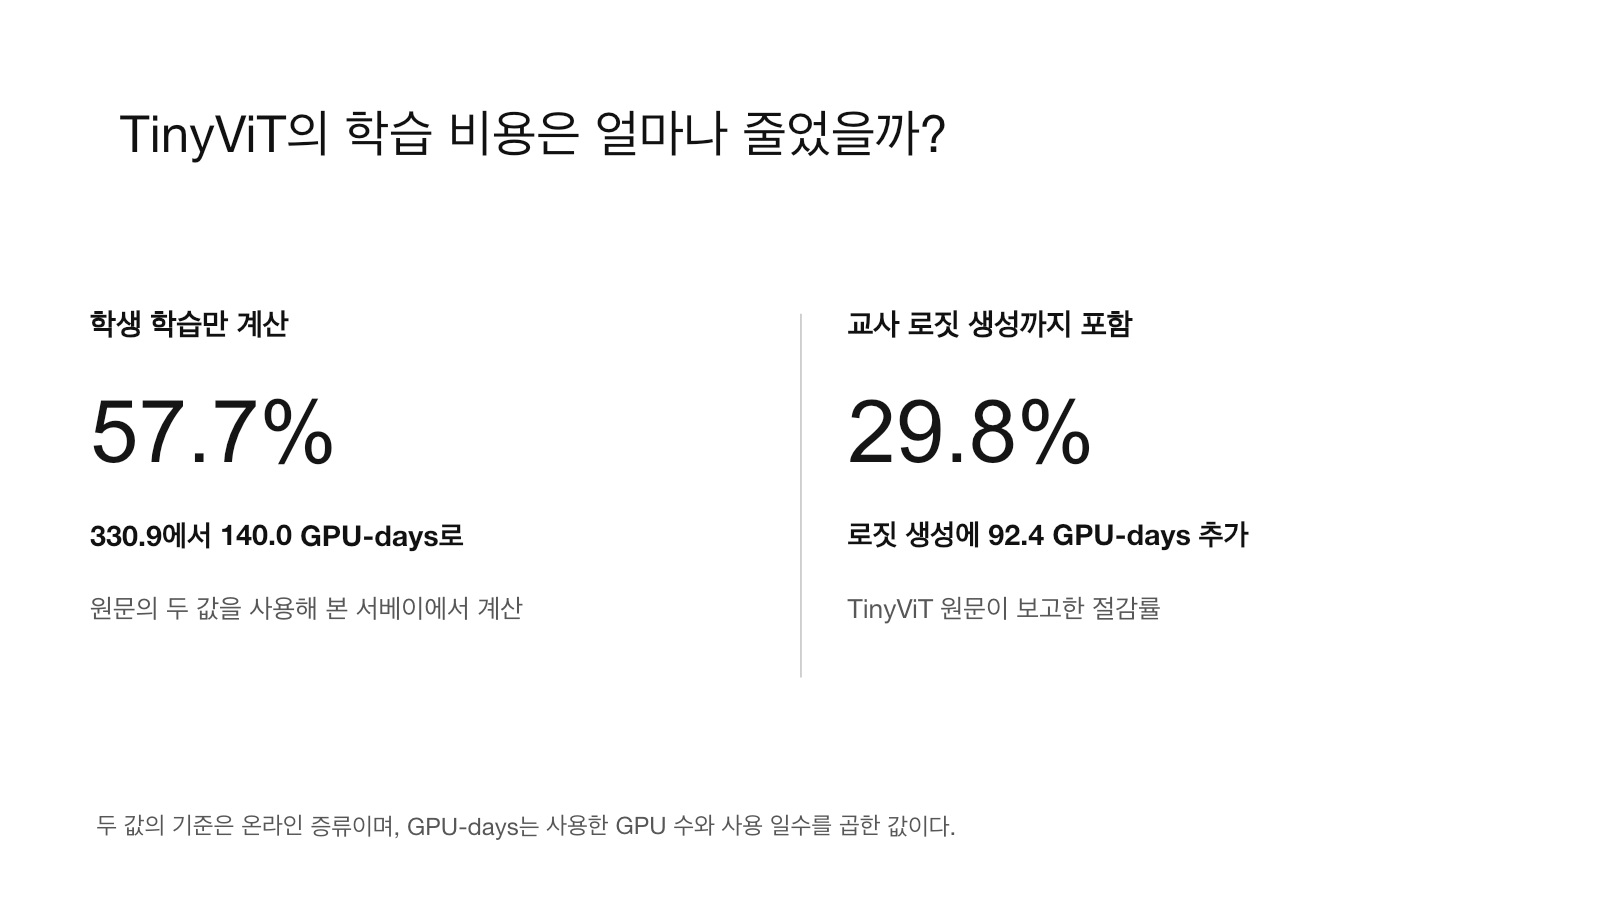 TinyViT의 학습 비용은 얼마나 줄었을까?
학생 학습만 계산
57.7%
330.9에서 140.0 GPU-days로
원문의 두 값을 사용해 본 서베이에서 계산
교사 로짓 생성까지 포함
29.8%
로짓 생성에 92.4 GPU-days 추가
TinyViT 원문이 보고한 절감률
두 값의 기준은 온라인 증류이며, GPU-days는 사용한 GPU 수와 사용 일수를 곱한 값이다.